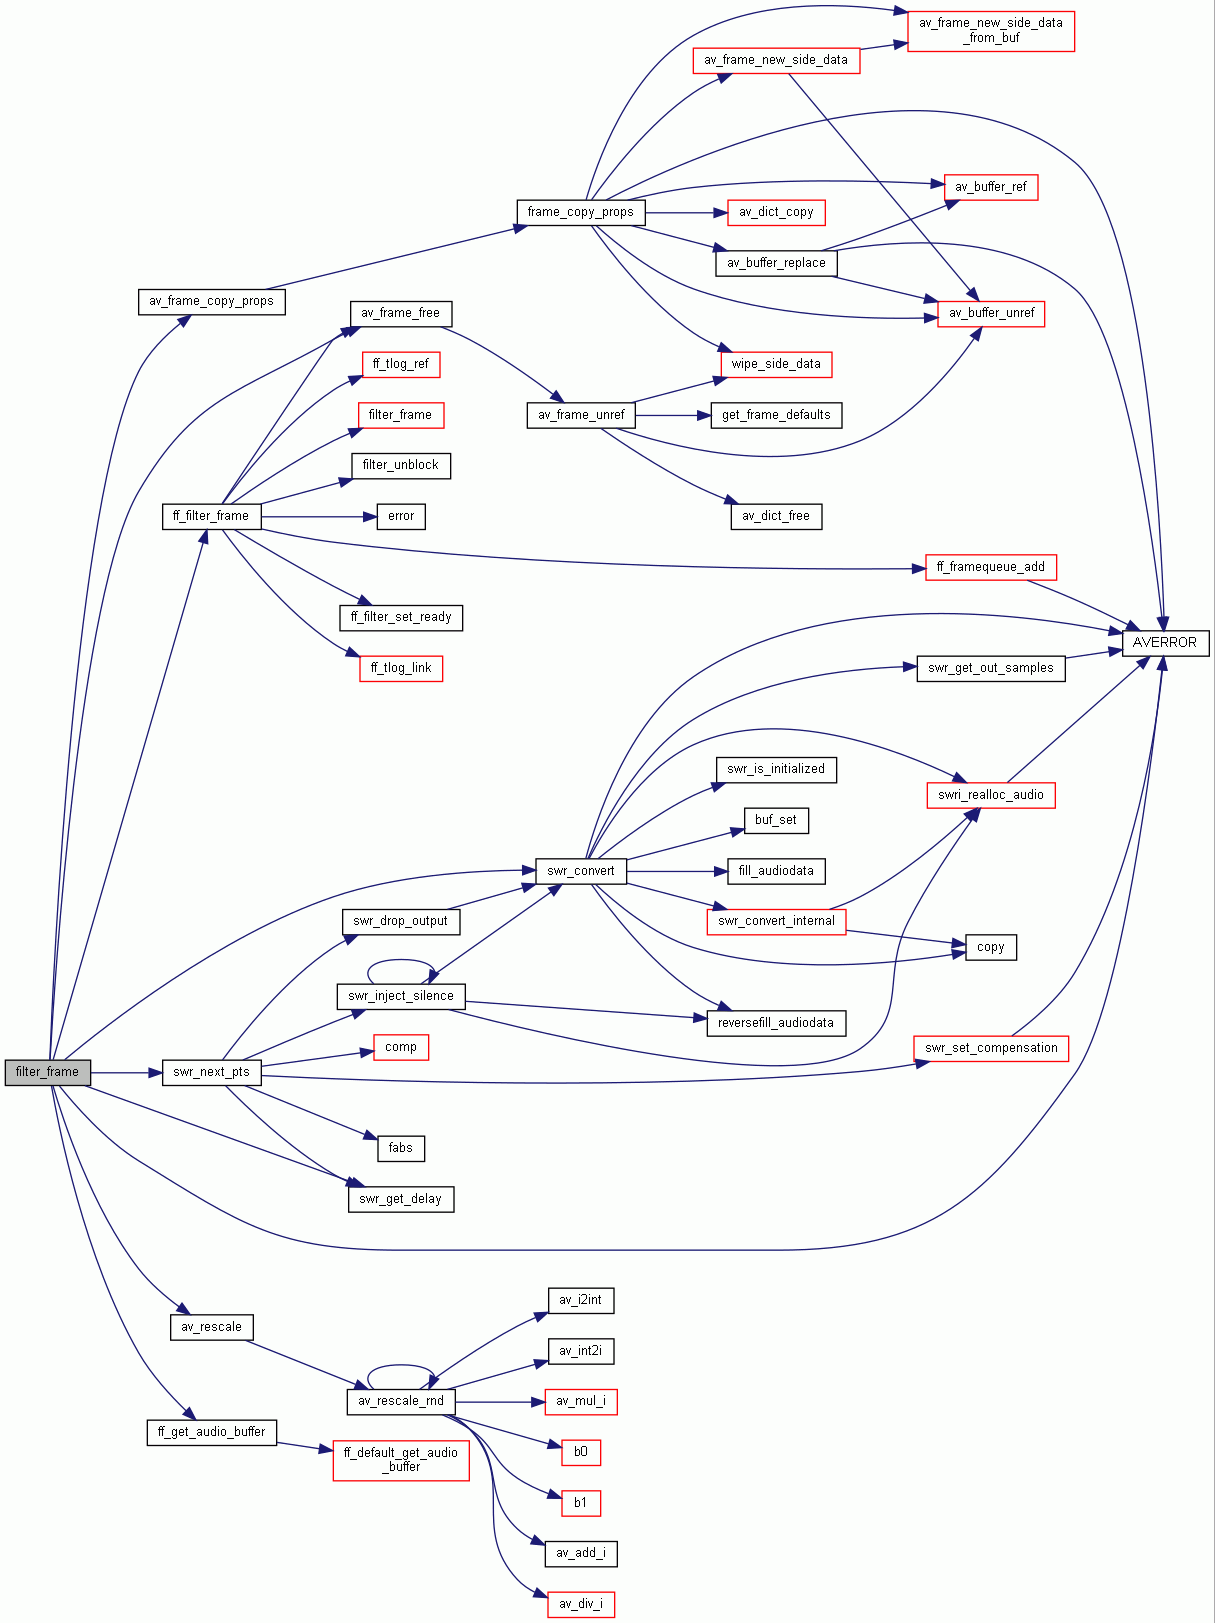 av_frame_new_side_data
_from_buf
av_frame_new_side_data
av_buffer_ref
frame_copy_props
av_dict_copy
av_buffer_replace
av_frame_copy_props
av_frame_free
av_buffer_unref
ff_tlog_ref
wipe_side_data
filter_frame
av_frame_unref
get_frame_defaults
filter_unblock
ff_filter_frame
error
av_dict_free
ff_framequeue_add
ff_filter_set_ready
AVERROR
ff_tlog_link
swr_get_out_samples
swr_is_initialized
swri_realloc_audio
buf_set
swr_convert
fill_audiodata
swr_drop_output
swr_convert_internal
copy
swr_inject_silence
reversefill_audiodata
comp
swr_set_compensation
filter_frame
swr_next_pts
fabs
swr_get_delay
av_i2int
av_rescale
av_int2i
av_rescale_rnd
av_mul_i
ff_get_audio_buffer
ff_default_get_audio
_buffer
b0
b1
av_add_i
av_div_i